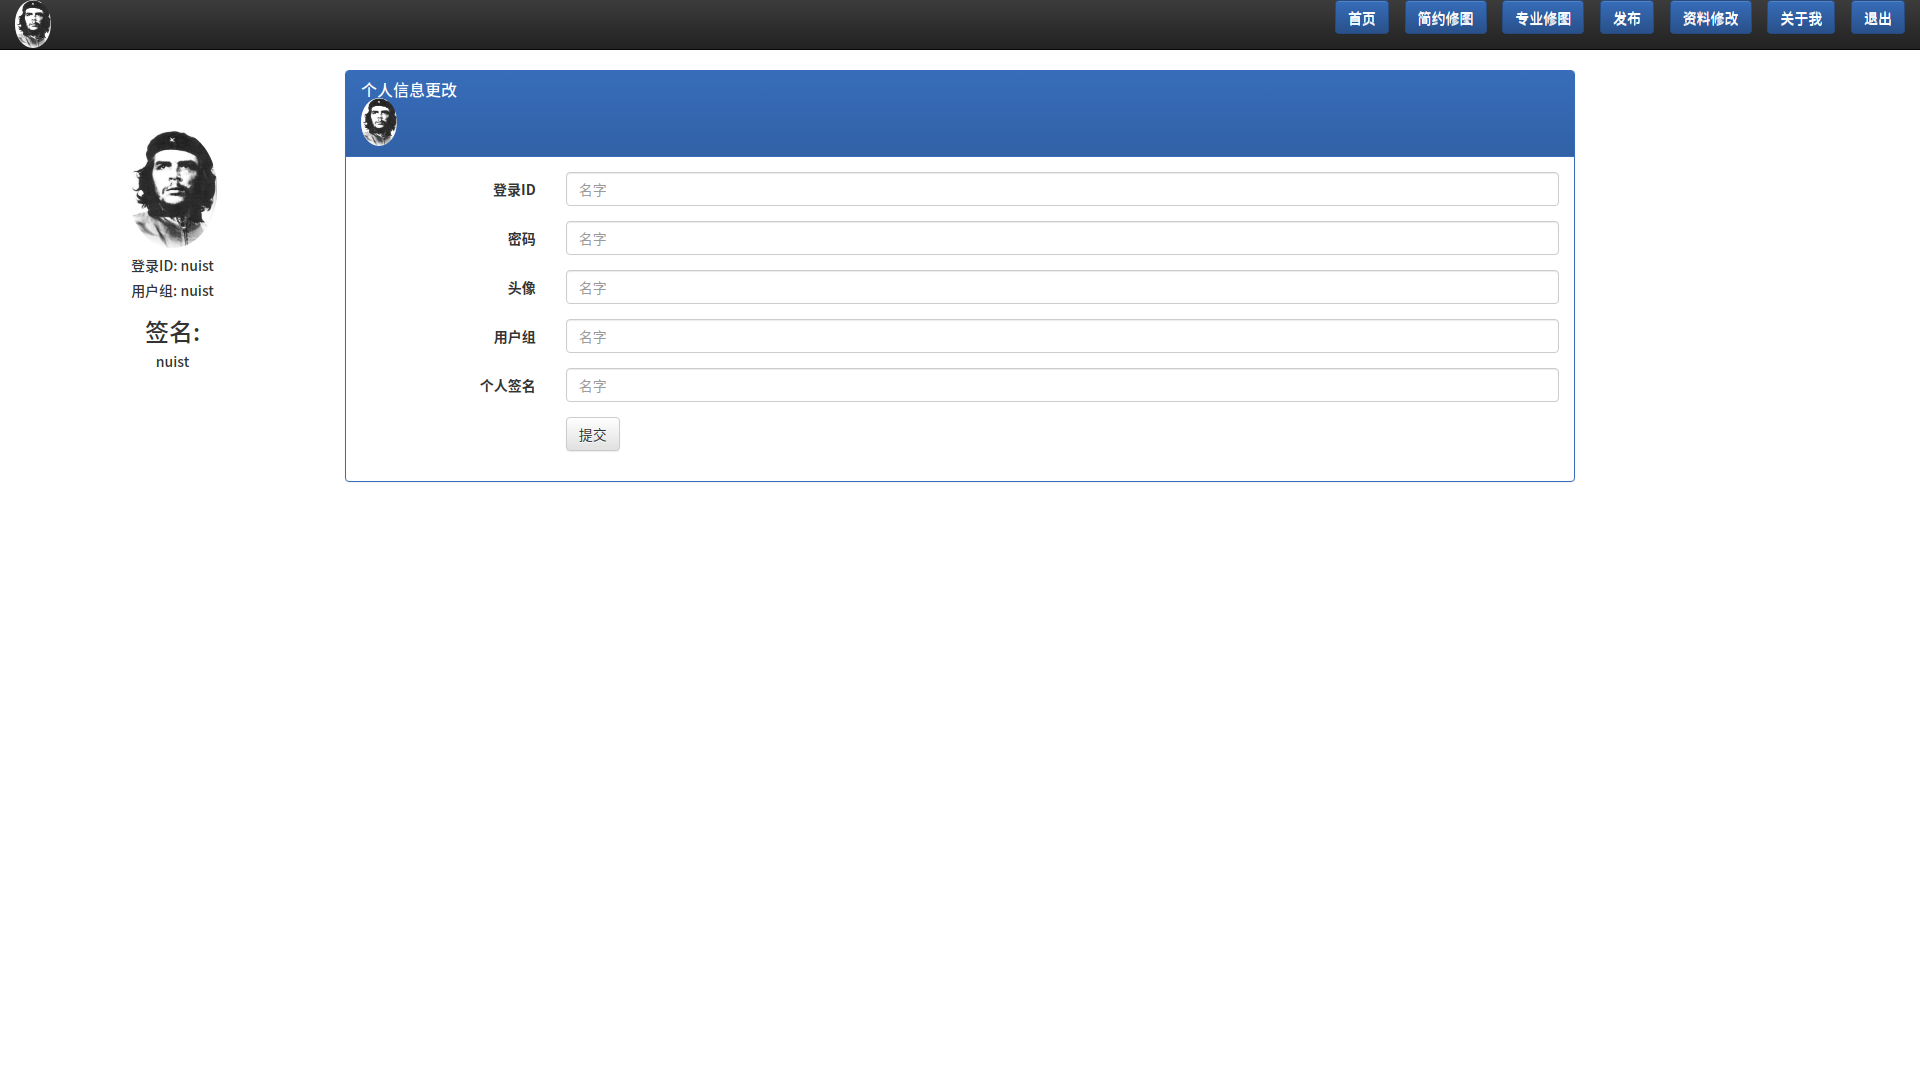 首页 简约修图 专业修图 发布 资料修改 关于我 退出
登录ID: nuist
用户组: nuist
签名:
nuist
个人信息更改
登录ID 名字
密码 名字
头像 名字
用户组 名字
个人签名 名字
提交